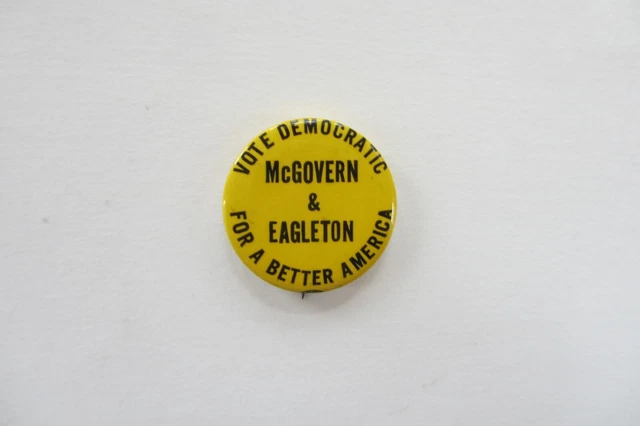 VOTE DEMOCRATIC
McGOVERN
&
EAGLETON
FOR A BETTER AMERICA